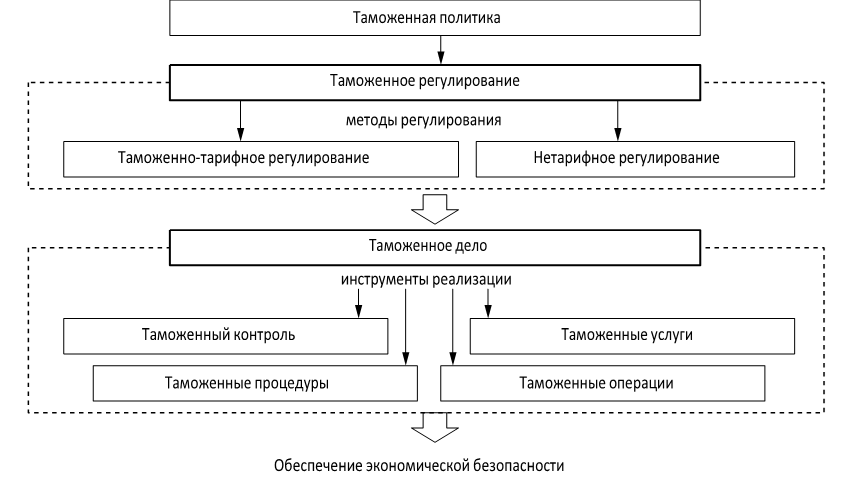 Таможенная политика
Таможенное регулирование
методы регулирования
Таможенно-тарифное регулирование
Нетарифное регулирование
Таможенное дело
инструменты реализации
Таможенный контроль
Таможенные услуги
Таможенные процедуры
Таможенные операции
Обеспечение экономической безопасности